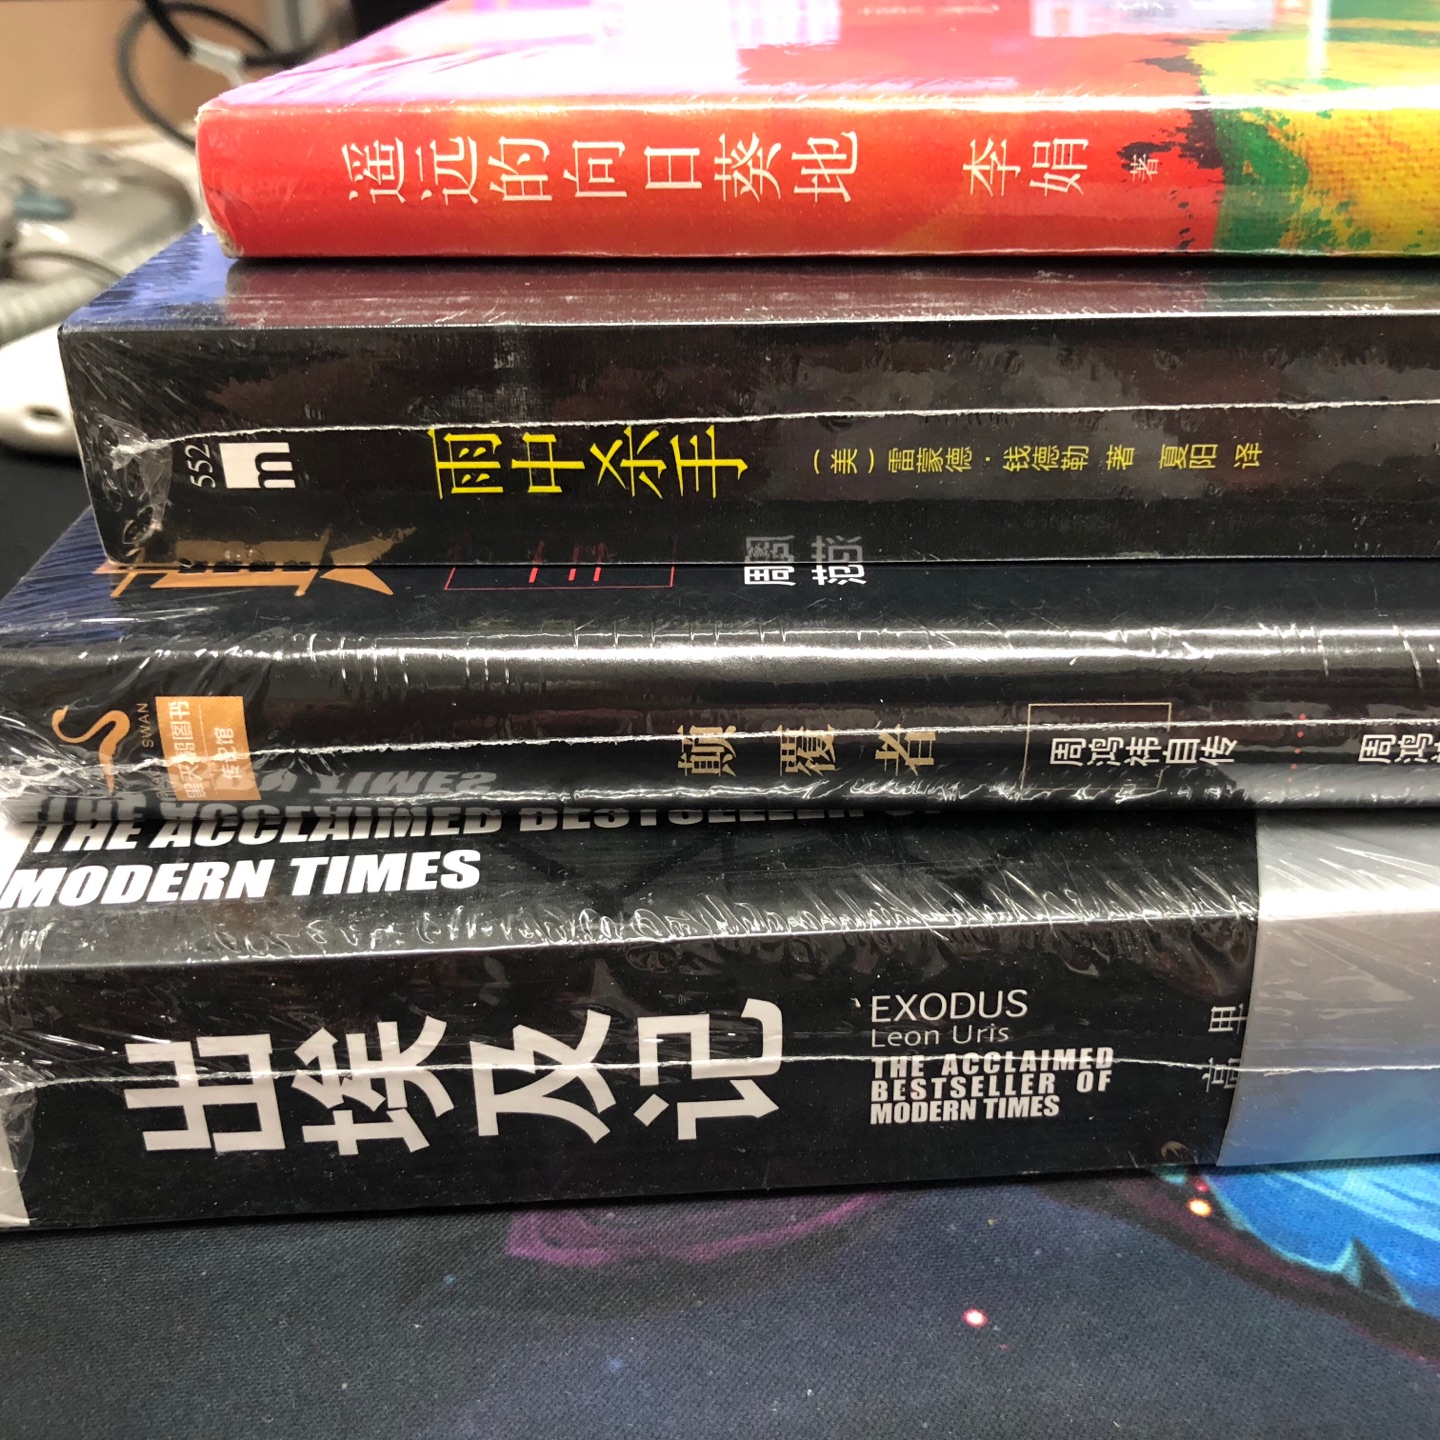 遥远的向日葵地 李娟 著
552
m
雨中杀手 （美）雷蒙德·钱德勒 著 夏阳 译
SWAN
颠覆者 周鸿祎自传
周鸿
THE ACCLAIMED BESTSELLER
MODERN TIMES
出埃及记
EXODUS
Leon Uris
THE ACCLAIMED
BESTSELLER OF
MODERN TIMES